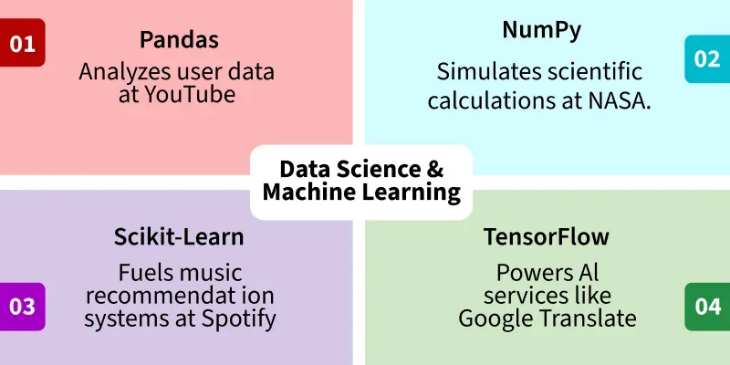 01
Pandas
Analyzes user data
at YouTube
NumPy
Simulates scientific
calculations at NASA.
02
Data Science &
Machine Learning
03
Scikit-Learn
Fuels music
recommendat ion
systems at Spotify
TensorFlow
Powers Al
services like
Google Translate
04